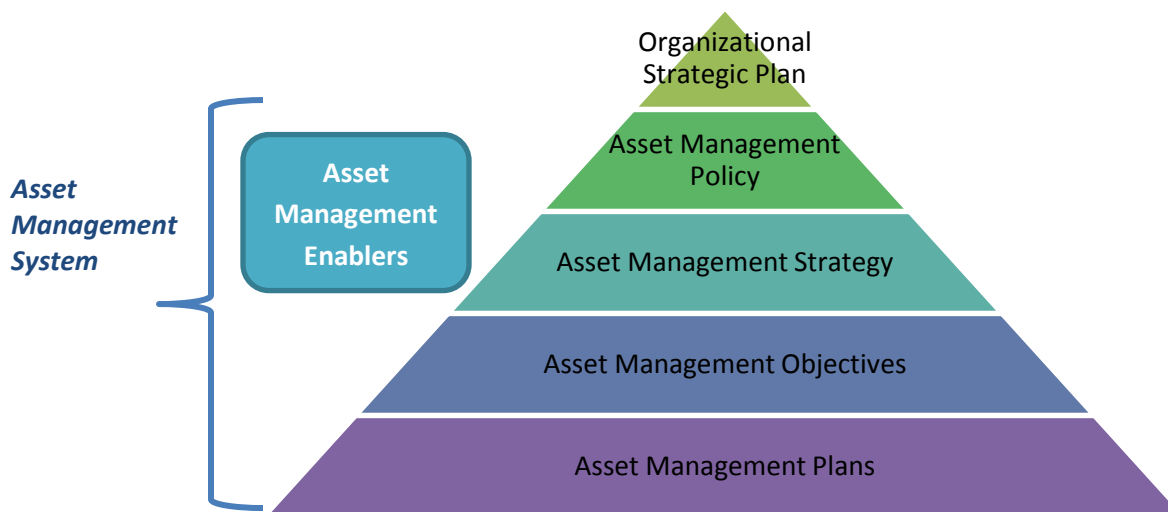 Organizational
Strategic Plan
Asset Management
Policy
Asset
Management
Enablers
Asset
Management
System
Asset Management Strategy
Asset Management Objectives
Asset Management Plans